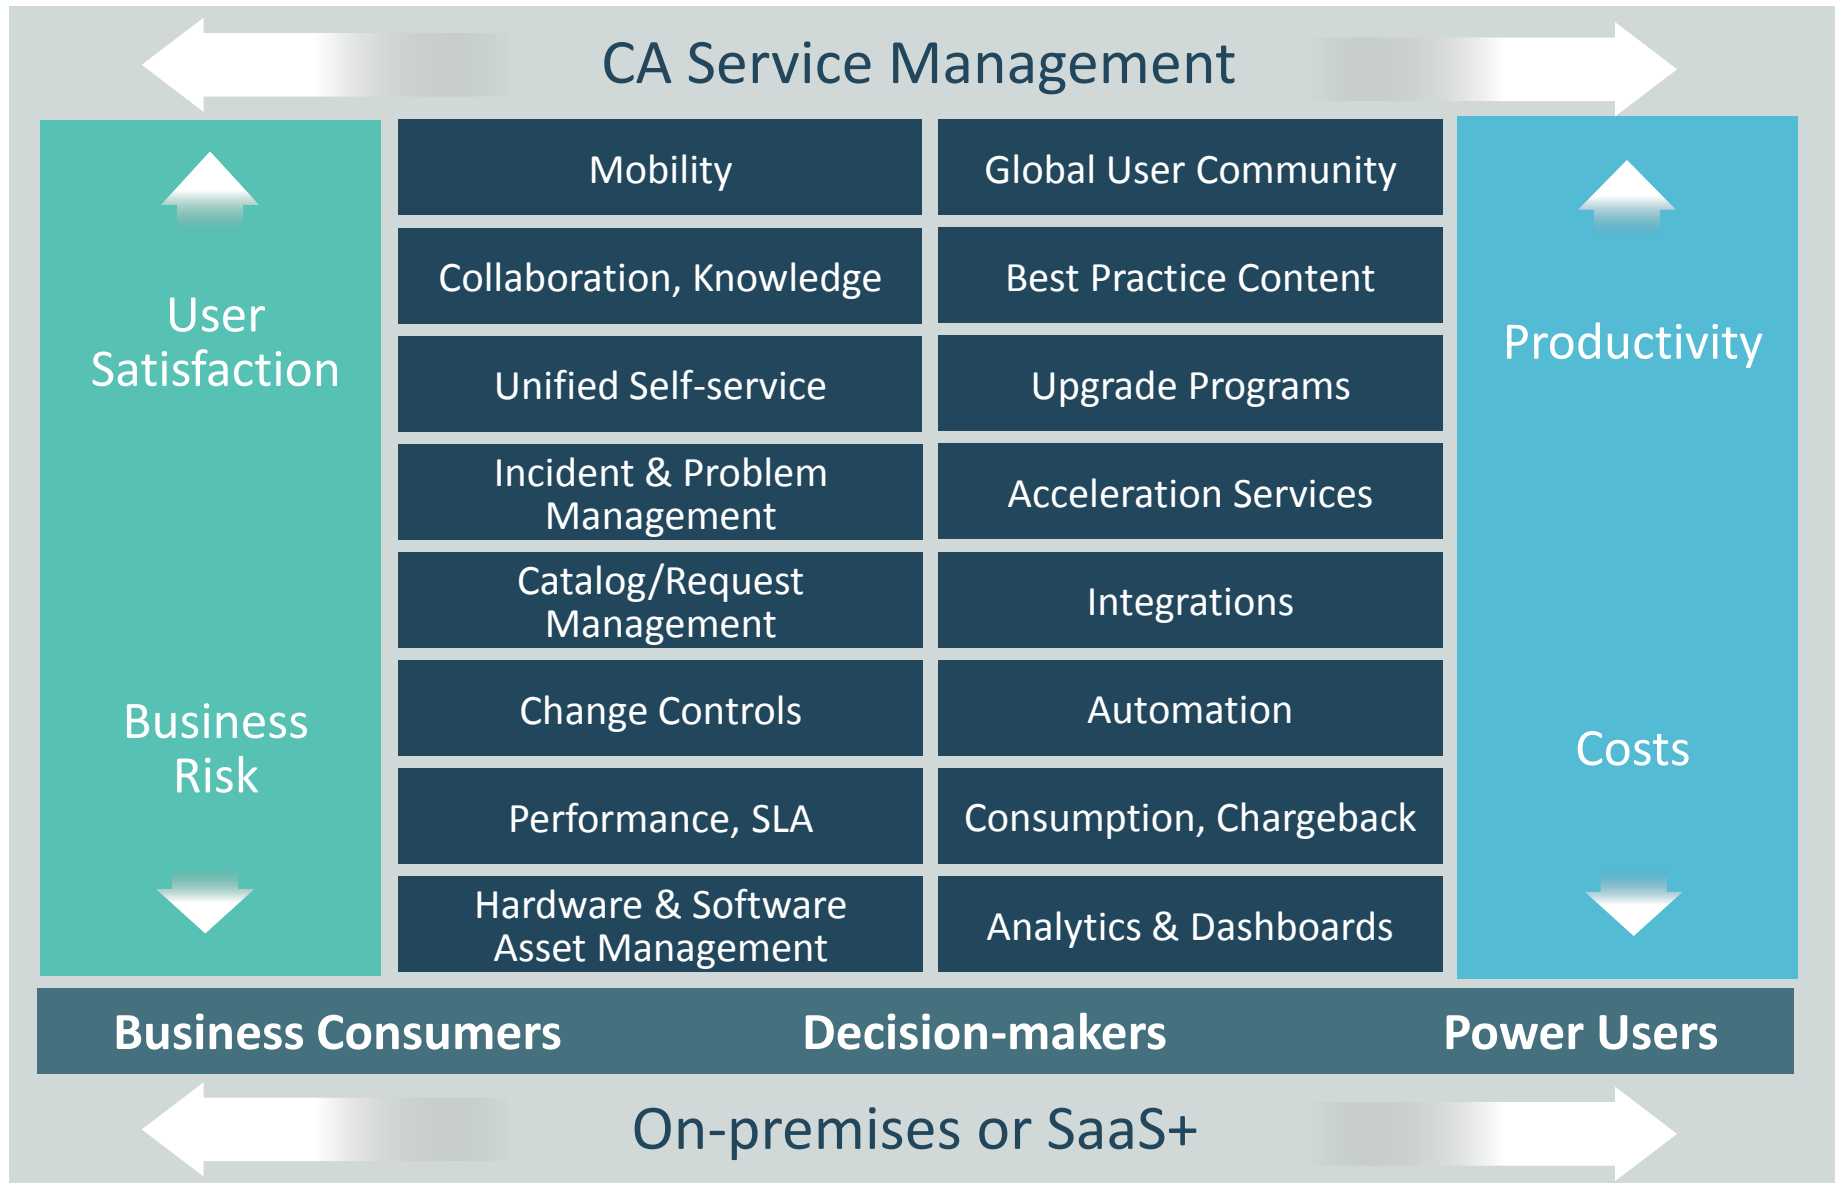 CA Service Management
User
Satisfaction
Business
Risk
Mobility
Collaboration, Knowledge
Unified Self-service
Incident & Problem
Management
Catalog/Request
Management
Change Controls
Performance, SLA
Hardware & Software
Asset Management
Global User Community
Best Practice Content
Upgrade Programs
Acceleration Services
Integrations
Automation
Consumption, Chargeback
Analytics & Dashboards
Productivity
Costs
Business Consumers
Decision-makers
Power Users
On-premises or SaaS+